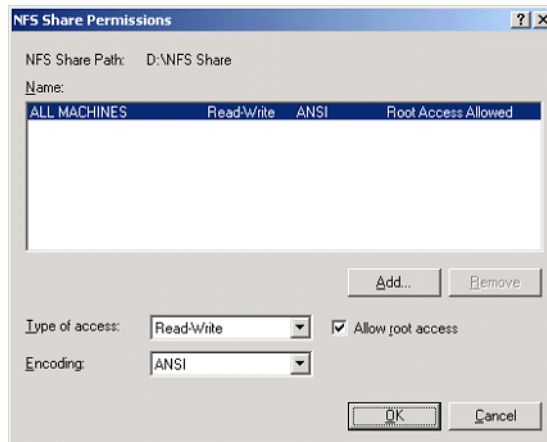 NFS Share Permissions
NFS Share Path: D:\NFS Share
Name:
ALL MACHINES Read-Write ANSI Root Access Allowed
Add... Remove
Type of access: Read-Write Allow root access
Encoding: ANSI
OK Cancel